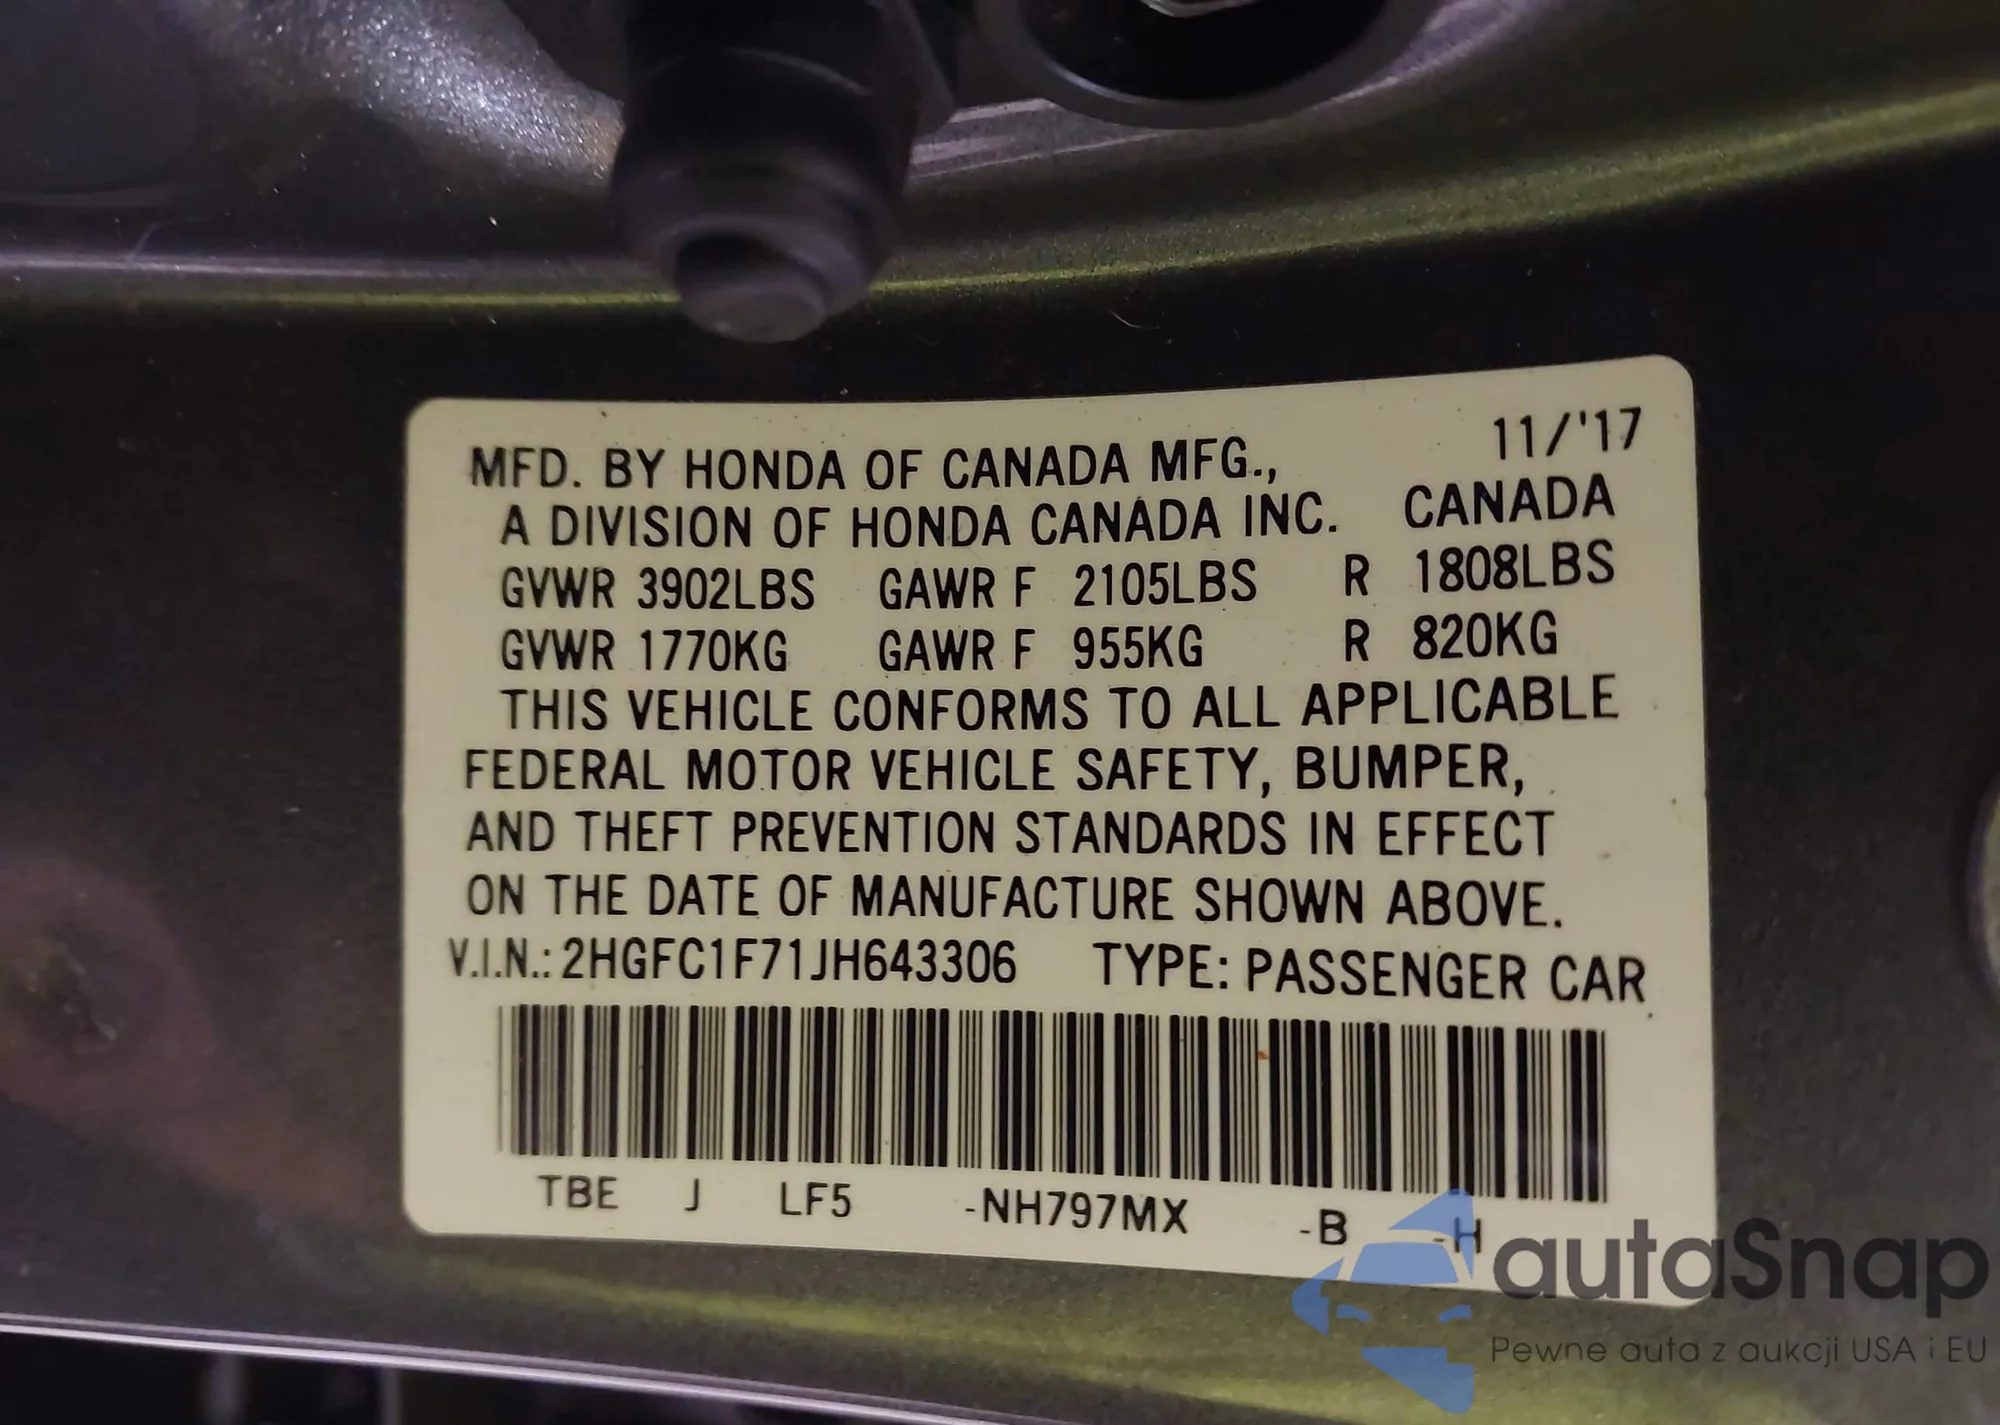 11/'17
MFD. BY HONDA OF CANADA MFG.,
A DIVISION OF HONDA CANADA INC. CANADA
GVWR 3902LBS GAWR F 2105LBS R 1808LBS
GVWR 1770KG GAWR F 955KG R 820KG
THIS VEHICLE CONFORMS TO ALL APPLICABLE
FEDERAL MOTOR VEHICLE SAFETY, BUMPER,
AND THEFT PREVENTION STANDARDS IN EFFECT
ON THE DATE OF MANUFACTURE SHOWN ABOVE.
V.I.N.: 2HGFC1F71JH643306 TYPE: PASSENGER CAR
TBE J LF5 -NH797MX -B -H
autaSnap
Pewne auta z aukcji USA i EU